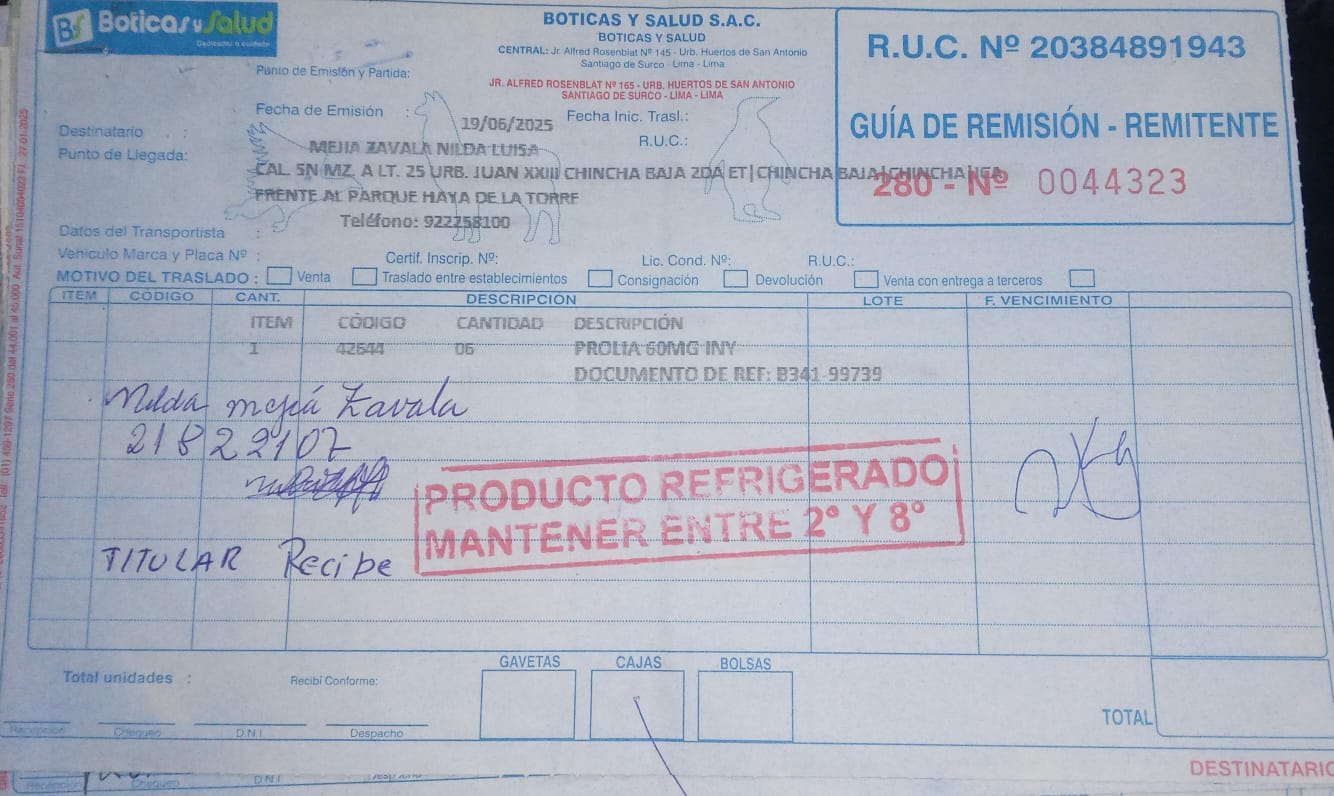 BS Boticas y Salud
Dedicados a cuidarte
BOTICAS Y SALUD S.A.C.
BOTICAS Y SALUD
CENTRAL: Jr. Alfred Rosenblat Nº 145 - Urb. Huertos de San Antonio
Santiago de Surco - Lima - Lima
Punto de Emisión y Partida:
JR. ALFRED ROSENBLAT Nº 165 - URB. HUERTOS DE SAN ANTONIO
SANTIAGO DE SURCO - LIMA - LIMA
R.U.C. Nº 20384891943
GUÍA DE REMISIÓN - REMITENTE
280 - Nº 0044323
Fecha de Emisión : 19/06/2025 Fecha Inic. Trasl.:
Destinatario : MEJIA ZAVALA NILDA LUISA R.U.C.:
Punto de Llegada: CAL. SN MZ. A LT. 25 URB. JUAN XXIII CHINCHA BAJA 2DA ET| CHINCHA BAJA|CHINCHA|ICA
FRENTE AL PARQUE HAYA DE LA TORRE
Teléfono: 922258100
Datos del Transportista :
Vehículo Marca y Placa Nº : Certif. Inscrip. Nº: Lic. Cond. Nº: R.U.C.:
MOTIVO DEL TRASLADO : Venta Traslado entre establecimientos Consignación Devolución Venta con entrega a terceros
ITEM CÓDIGO CANT. DESCRIPCIÓN LOTE F. VENCIMIENTO
ITEM CÓDIGO CANTIDAD DESCRIPCIÓN
1 42644 06 PROLIA 60MG INY
DOCUMENTO DE REF: B341-99739
Nilda mejía Zavala
21822107
PRODUCTO REFRIGERADO
MANTENER ENTRE 2° Y 8°
TITULAR Recibe
GAVETAS CAJAS BOLSAS
Total unidades : Recibí Conforme:
TOTAL
Recepción Chequeo D.N.I Despacho
DESTINATARIO
Recepción Chequeo D.N.I Despacho